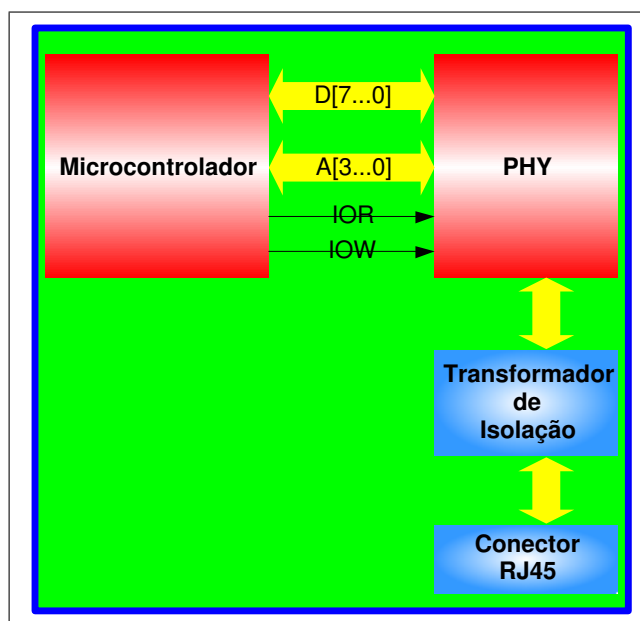 D[7...0]
Microcontrolador
A[3...0]
PHY
IOR
IOW
Transformador
de
Isolação
Conector
RJ45